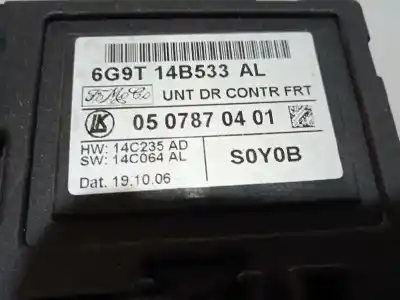 6G9T 14B533 AL
FoMoCo UNT DR CONTR FRT
LK 05 0787 04 01
HW: 14C235 AD
SW: 14C064 AL
S0Y0B
Dat. 19.10.06